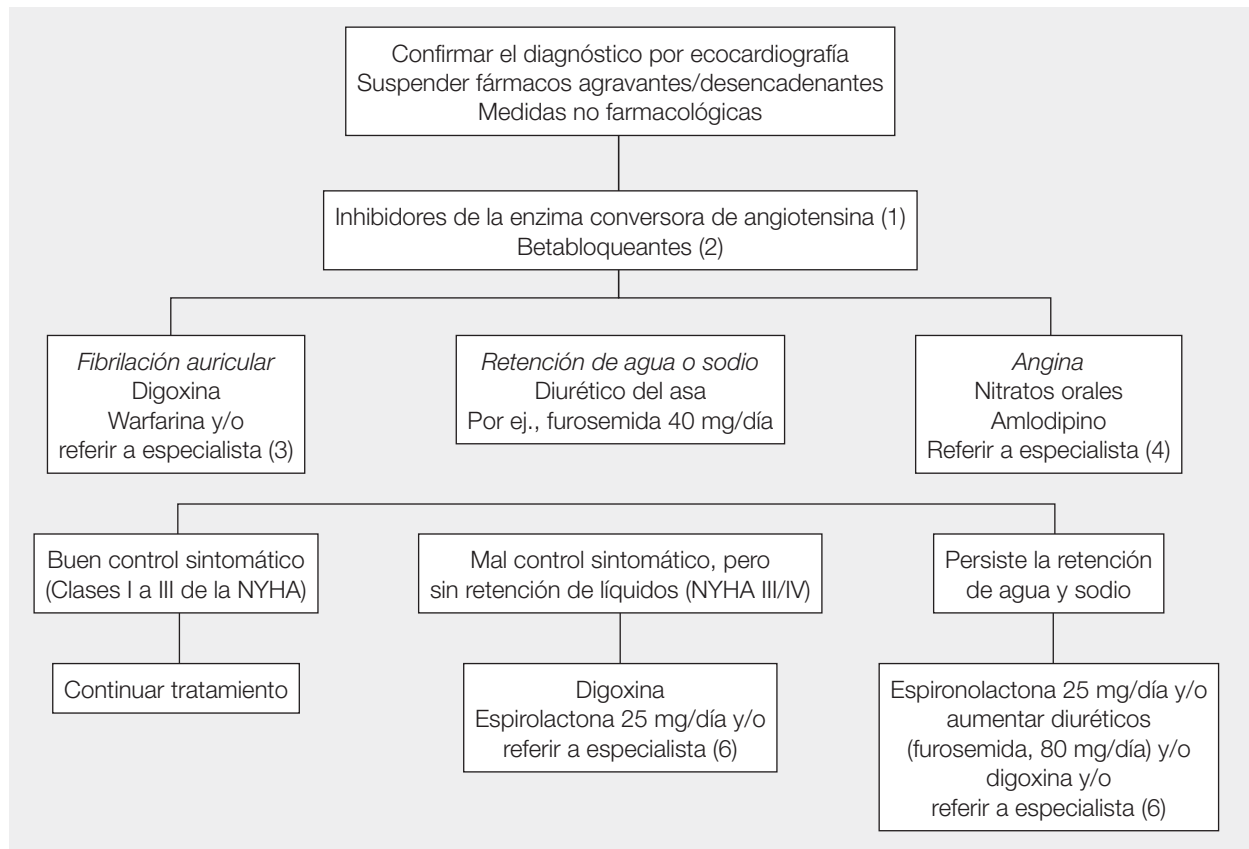 Confirmar el diagnóstico por ecocardiografía
Suspender fármacos agravantes/desencadenantes
Medidas no farmacológicas
Inhibidores de la enzima conversora de angiotensina (1)
Betabloqueantes (2)
Fibrilación auricular
Digoxina
Warfarina y/o
referir a especialista (3)
Retención de agua o sodio
Diurético del asa
Por ej., furosemida 40 mg/día
Angina
Nitratos orales
Amlodipino
Referir a especialista (4)
Buen control sintomático
(Clases I a III de la NYHA)
Mal control sintomático, pero
sin retención de líquidos (NYHA III/IV)
Persiste la retención
de agua y sodio
Continuar tratamiento
Digoxina
Espirolactona 25 mg/día y/o
referir a especialista (6)
Espironolactona 25 mg/día y/o
aumentar diuréticos
(furosemida, 80 mg/día) y/o
digoxina y/o
referir a especialista (6)